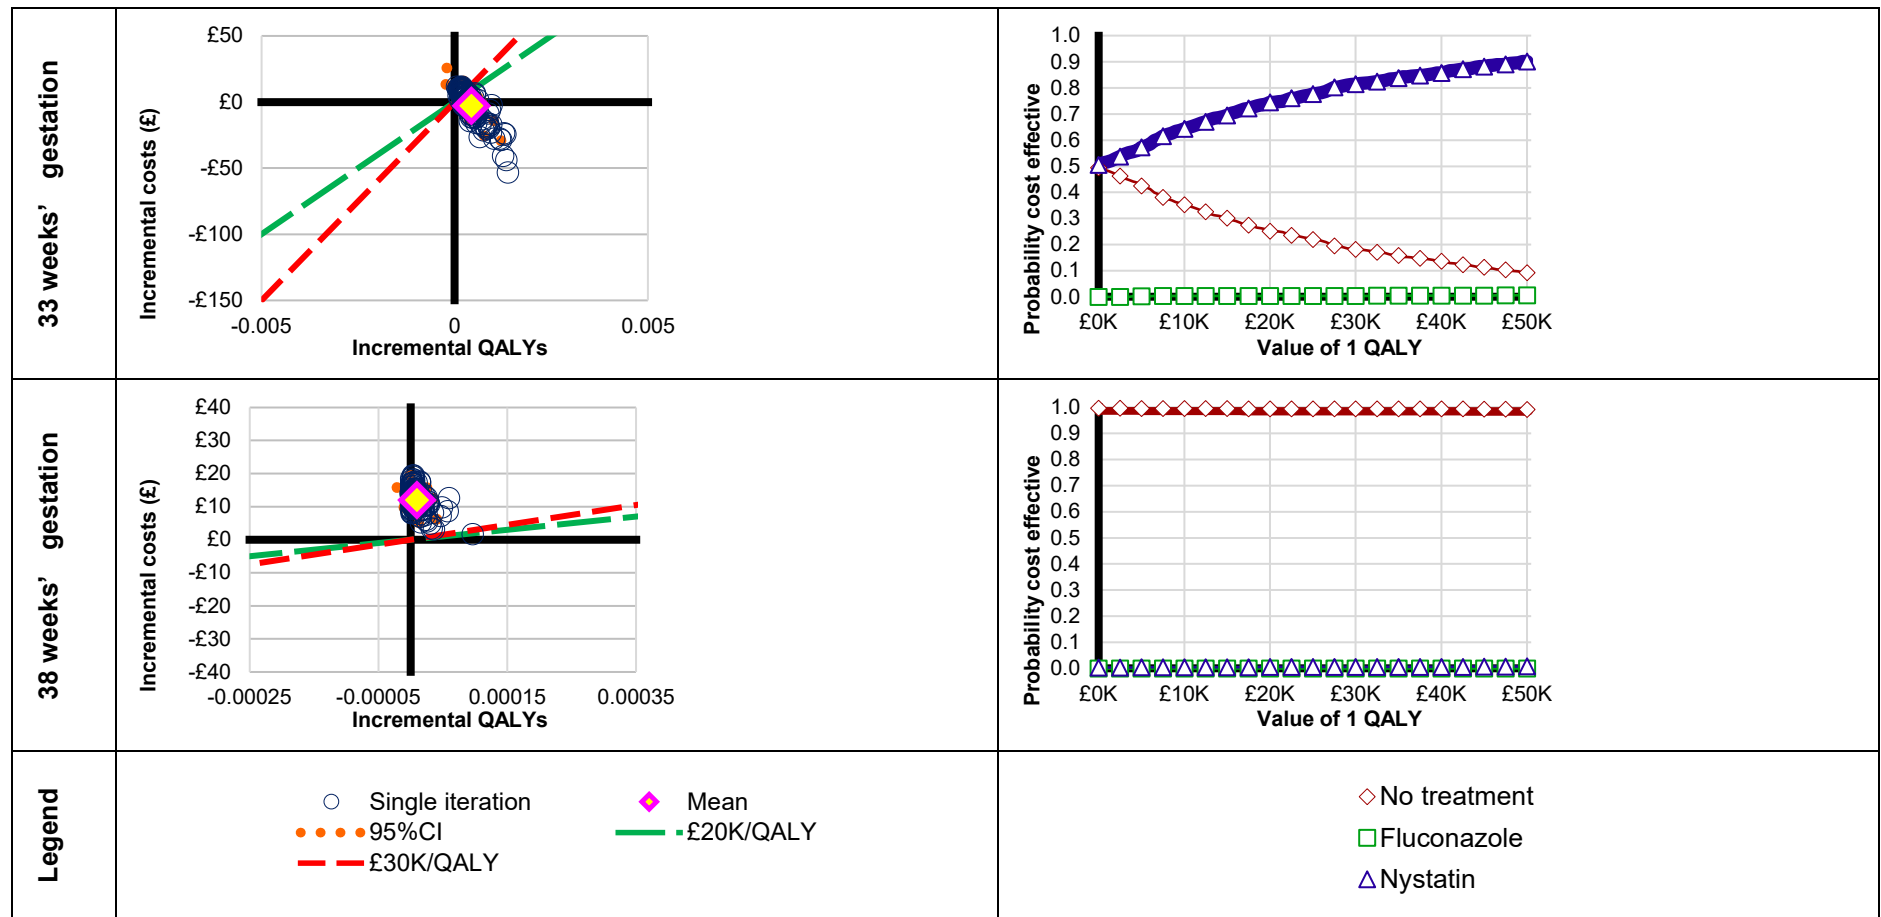 33 weeks’ gestation
Incremental costs (£)
£50
£0
-£50
-£100
-£150
-0.005
0
0.005
Incremental QALYs
Probability cost effective
1.0
0.9
0.8
0.7
0.6
0.5
0.4
0.3
0.2
0.1
0.0
£0K
£10K
£20K
£30K
£40K
£50K
Value of 1 QALY
38 weeks’ gestation
Incremental costs (£)
£40
£30
£20
£10
£0
-£10
-£20
-£30
-£40
-0.00025
-0.00005
0.00015
0.00035
Incremental QALYs
Probability cost effective
1.0
0.9
0.8
0.7
0.6
0.5
0.4
0.3
0.2
0.1
0.0
£0K
£10K
£20K
£30K
£40K
£50K
Value of 1 QALY
Legend
Single iteration
Mean
95%CI
£20K/QALY
£30K/QALY
No treatment
Fluconazole
Nystatin